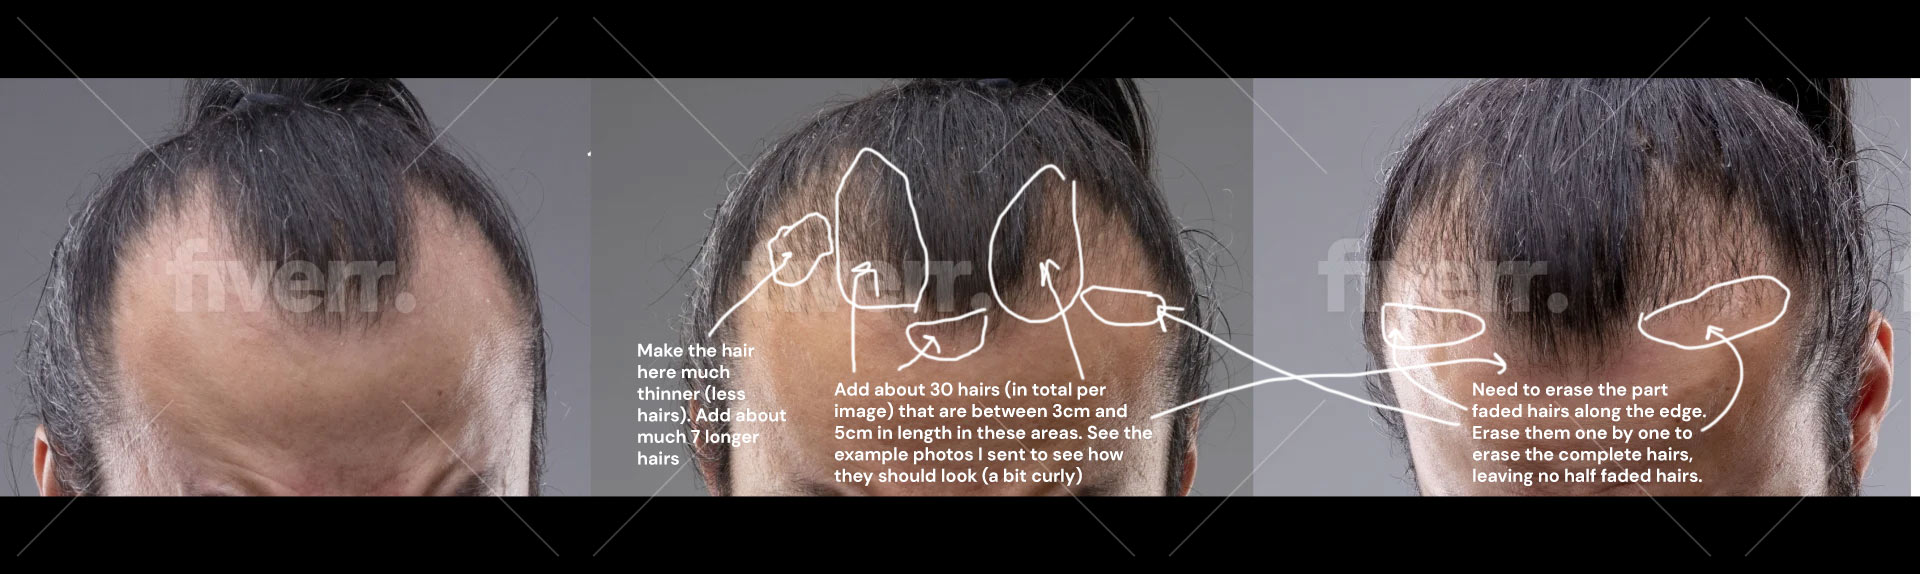 fiverr.
fiverr.
fiverr.
Make the hair
here much
thinner (less
hairs). Add about
much 7 longer
hairs
Add about 30 hairs (in total per
image) that are between 3cm and
5cm in length in these areas. See the
example photos I sent to see how
they should look (a bit curly)
Need to erase the part
faded hairs along the edge.
Erase them one by one to
erase the complete hairs,
leaving no half faded hairs.